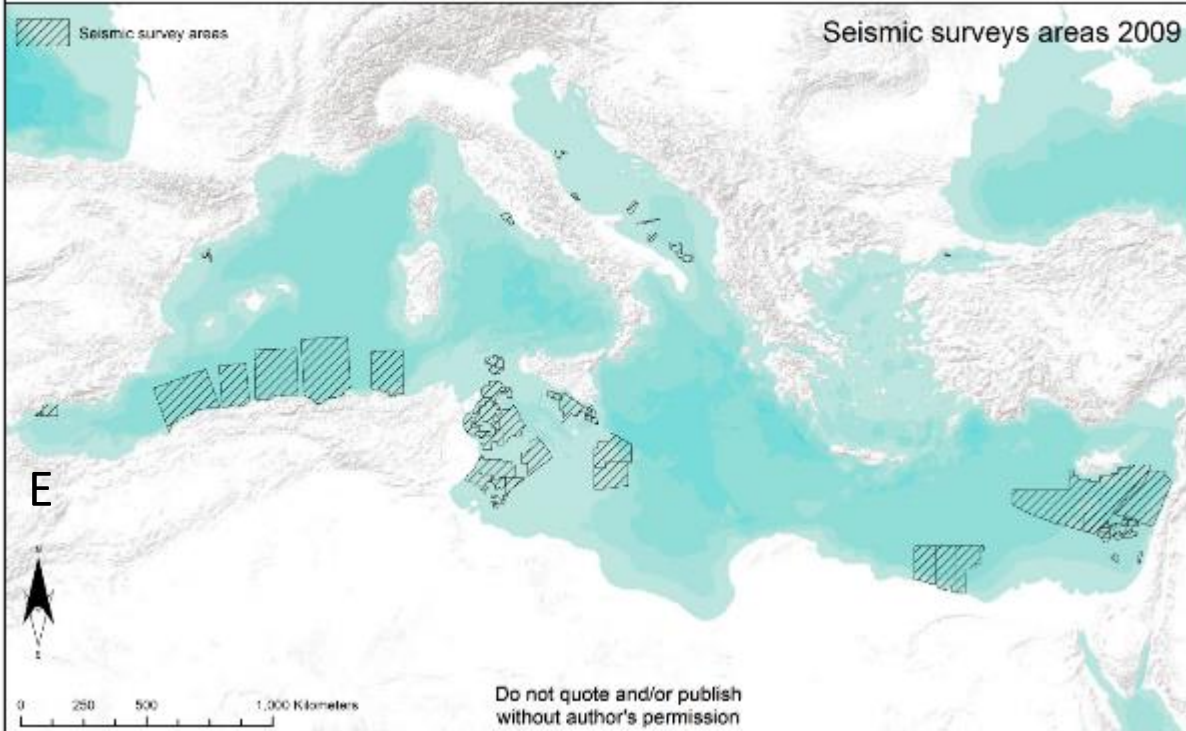 Seismic survey areas
Seismic surveys areas 2009
E
N
S
0 250 500 1,000 Kilometers
Do not quote and/or publish
without author's permission